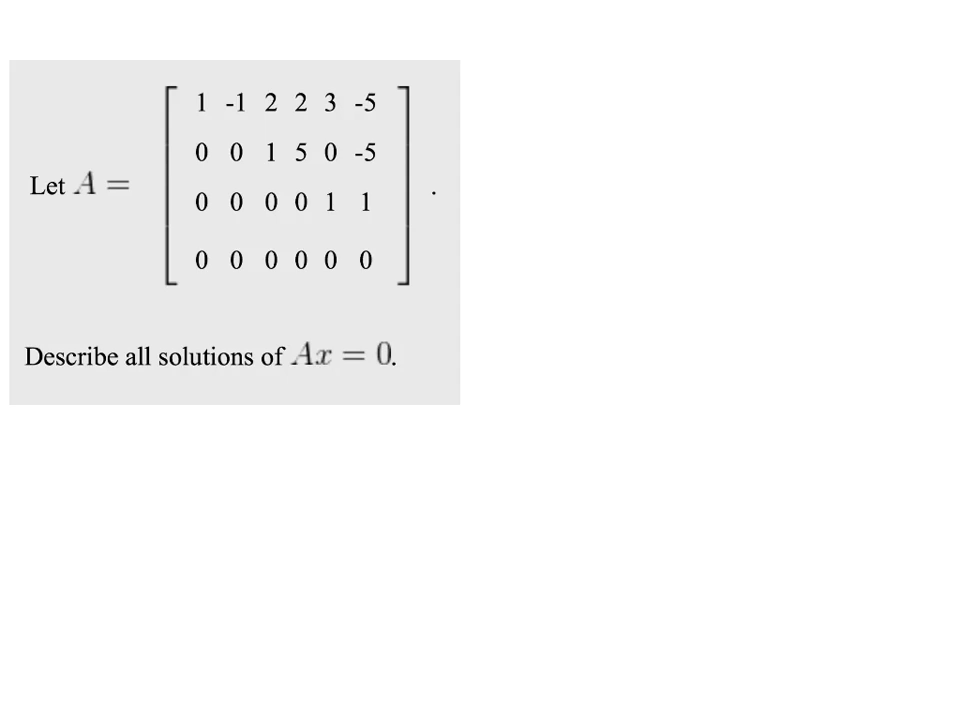 1 -1 2 2 3 -5
0 0 1 5 0 -5
Let A = .
0 0 0 0 1 1
0 0 0 0 0 0
Describe all solutions of Ax = 0.